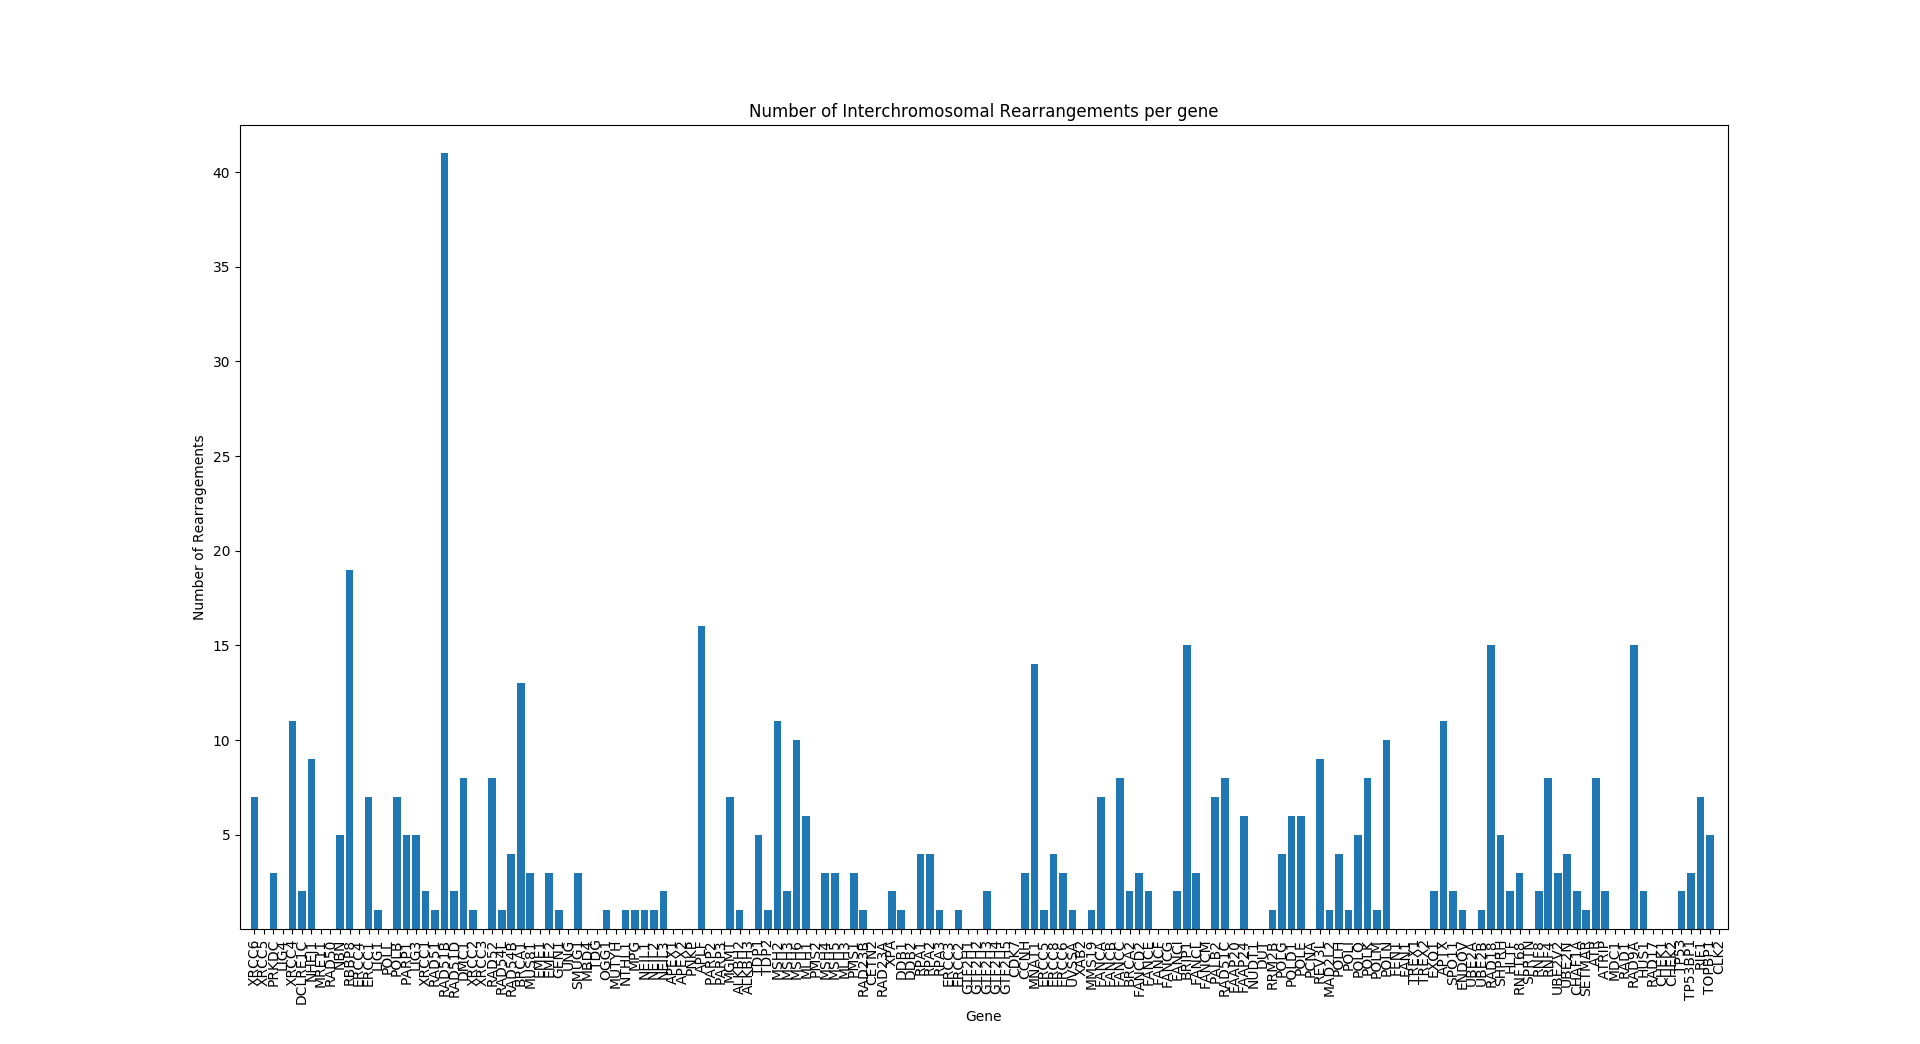 Number of Interchromosomal Rearrangements per gene
40
35
30
25
20
15
10
5
Number of Rearragements
XRCC6
XRCC5
PRKDC
LIG4
XRCC4
DCLRE1C
NHEJ1
MRE11
RAD50
NBN
RBBP8
ERCC4
ERCC1
LIG1
POLL
POLB
PARP1
LIG3
XRCC1
RAD51
RAD51B
RAD51D
DMC1
XRCC2
XRCC3
RAD52
RAD54L
RAD54B
BRCA1
MUS81
EME1
EME2
GEN1
UNG
SMUG1
MBD4
TDG
OGG1
MUTYH
NTHL1
MPG
NEIL1
NEIL2
NEIL3
APEX1
APEX2
PNKP
APLF
PARP2
PARP3
MGMT
ALKBH2
ALKBH3
TDP1
TDP2
MSH2
MSH3
MSH6
MLH1
PMS2
MSH4
MSH5
MLH3
PMS1
RAD23B
CETN2
RAD23A
XPA
DDB1
DDB2
RPA1
RPA2
RPA3
ERCC3
ERCC2
GTF2H1
GTF2H2
GTF2H3
GTF2H4
GTF2H5
CDK7
CCNH
MNAT1
ERCC5
ERCC8
ERCC6
UVSSA
XAB2
MMS19
FANCA
FANCB
FANCC
BRCA2
FANCD2
FANCE
FANCF
FANCG
FANCI
BRIP1
FANCL
FANCM
PALB2
RAD51C
FAAP20
FAAP24
NUDT1
DUT
RRM2B
POLG
POLD1
POLE
PCNA
REV3L
MAD2L2
POLH
POLI
POLQ
POLK
POLM
POLN
FEN1
FAN1
TREX1
TREX2
EXO1
APTX
SPO11
ENDOV
UBE2A
UBE2B
RAD18
SHPRH
HLTF
RNF168
SPRTN
RNF8
RNF4
UBE2V2
UBE2N
CHAF1A
SETMAR
ATR
ATRIP
MDC1
RAD1
RAD9A
HUS1
RAD17
CHEK1
CHEK2
TP53
TP53BP1
RIF1
TOPBP1
CLK2
Gene